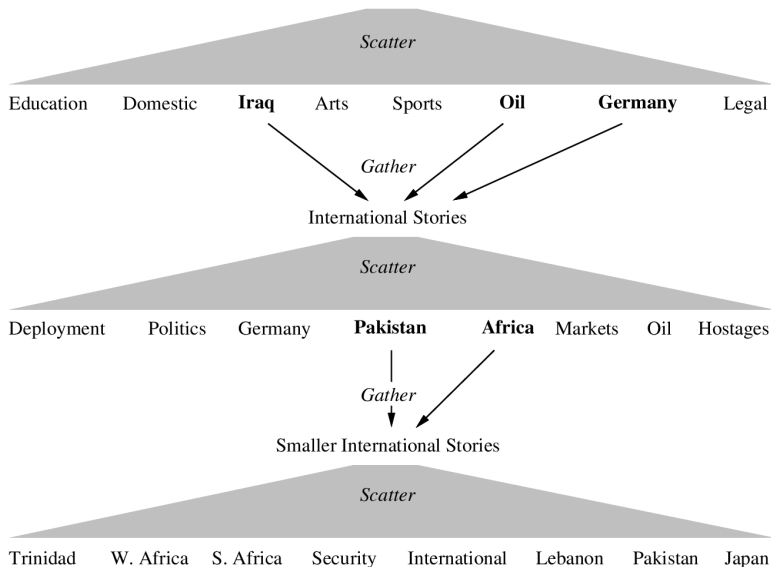 Scatter
Education Domestic Iraq Arts Sports Oil Germany Legal
Gather
International Stories
Scatter
Deployment Politics Germany Pakistan Africa Markets Oil Hostages
Gather
Smaller International Stories
Scatter
Trinidad W. Africa S. Africa Security International Lebanon Pakistan Japan